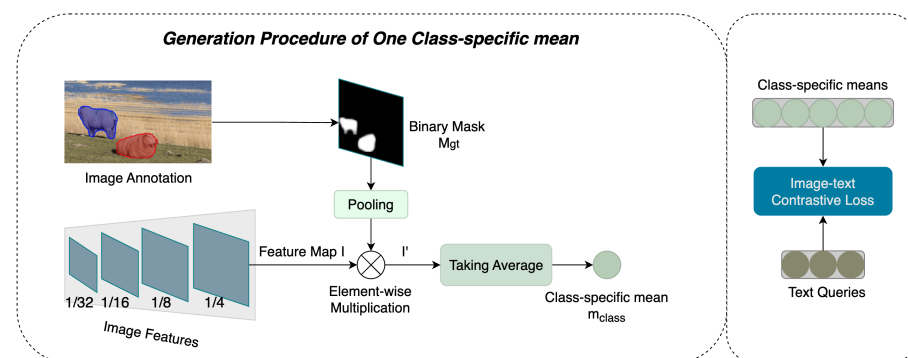 Generation Procedure of One Class-specific mean
Image Annotation
Binary Mask
Mgt
Pooling
Feature Map I
I'
Element-wise
Multiplication
Taking Average
Class-specific mean
mclass
1/32
1/16
1/8
1/4
Image Features
Class-specific means
Image-text
Contrastive Loss
Text Queries